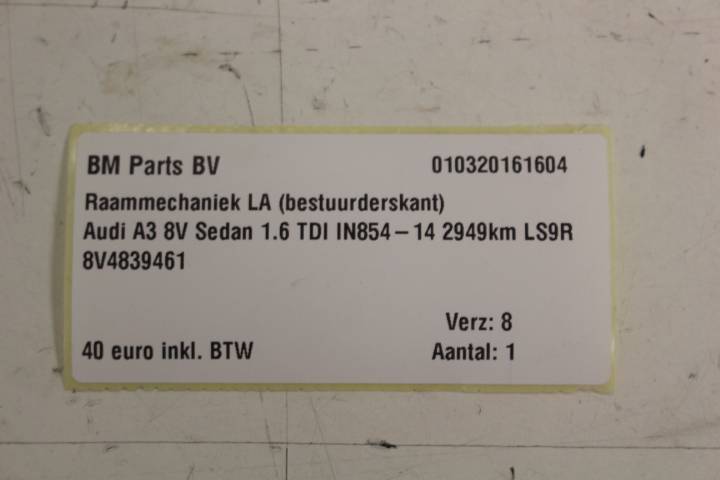 BM Parts BV 010320161604
Raammechaniek LA (bestuurderskant)
Audi A3 8V Sedan 1.6 TDI IN854-14 2949km LS9R
8V4839461
Verz: 8
40 euro inkl. BTW Aantal: 1